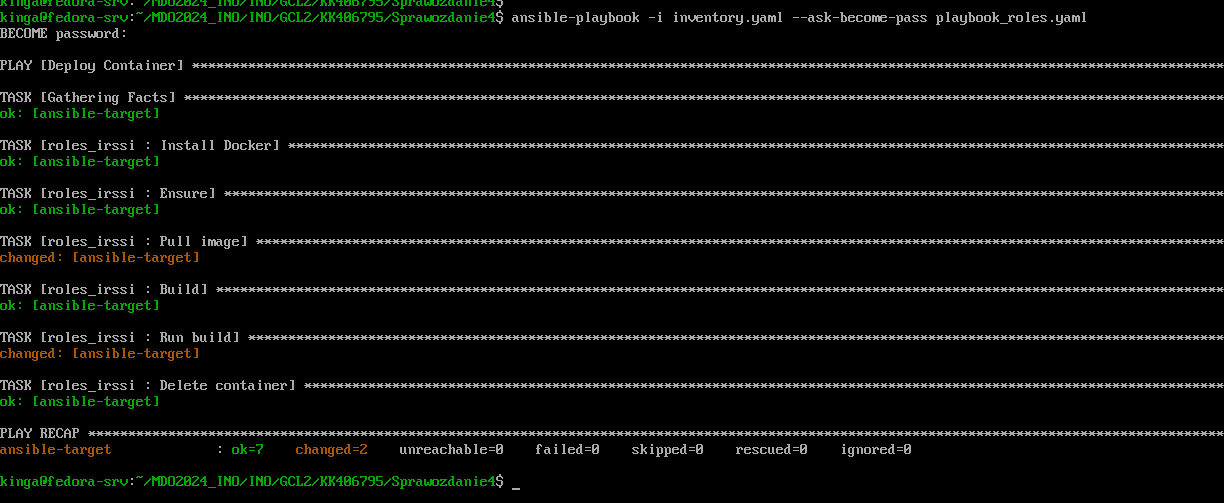 kinga@fedora-srv:~/MDO2024_INO/INO/GCL2/KK406795/Sprawozdanie4$
kinga@fedora-srv:~/MDO2024_INO/INO/GCL2/KK406795/Sprawozdanie4$ ansible-playbook -i inventory.yaml --ask-become-pass playbook_roles.yaml
BECOME password:
PLAY [Deploy Container] *********************************************************************************************************************************
TASK [Gathering Facts] **********************************************************************************************************************************
ok: [ansible-target]
TASK [roles_irssi : Install Docker] *********************************************************************************************************************
ok: [ansible-target]
TASK [roles_irssi : Ensure] *****************************************************************************************************************************
ok: [ansible-target]
TASK [roles_irssi : Pull image] *************************************************************************************************************************
changed: [ansible-target]
TASK [roles_irssi : Build] ******************************************************************************************************************************
ok: [ansible-target]
TASK [roles_irssi : Run build] **************************************************************************************************************************
changed: [ansible-target]
TASK [roles_irssi : Delete container] *******************************************************************************************************************
ok: [ansible-target]
PLAY RECAP **********************************************************************************************************************************************
ansible-target             : ok=7    changed=2    unreachable=0    failed=0    skipped=0    rescued=0    ignored=0
kinga@fedora-srv:~/MDO2024_INO/INO/GCL2/KK406795/Sprawozdanie4$ _